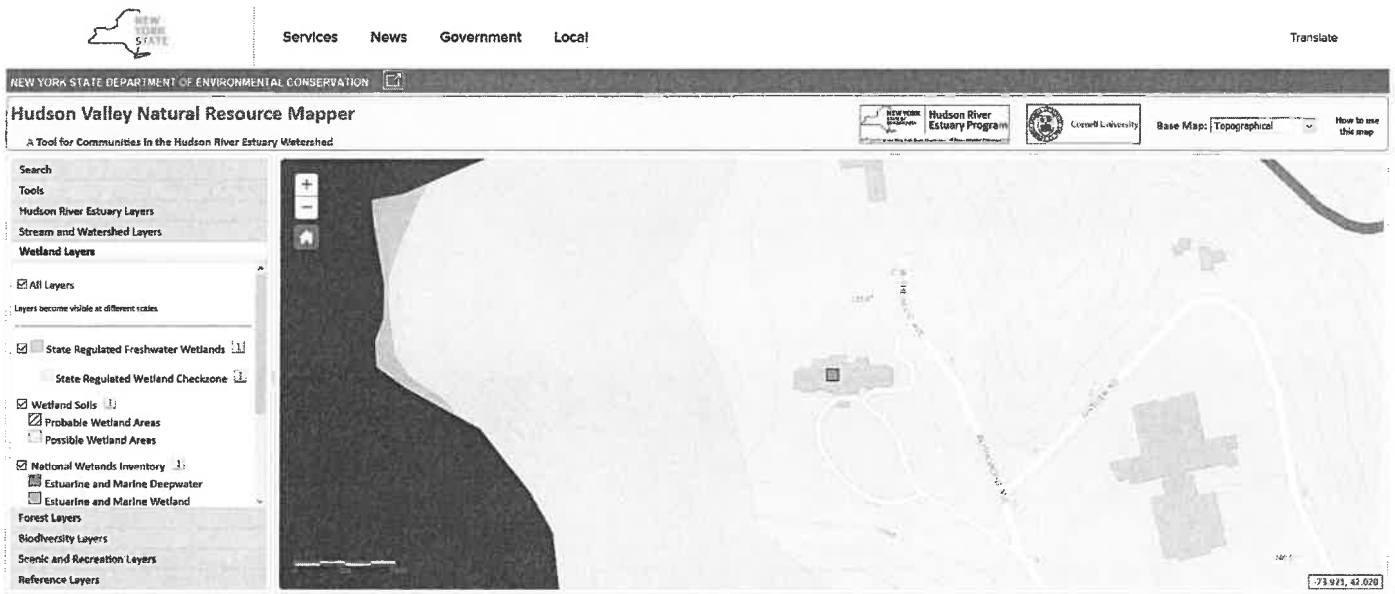 NEW
YORK
STATE
Services News Government Local
Translate
NEW YORK STATE DEPARTMENT OF ENVIRONMENTAL CONSERVATION
Hudson Valley Natural Resource Mapper
A Tool for Communities in the Hudson River Estuary Watershed
NEW YORK
Hudson River
Estuary Program
Cornell University
Base Map: Topographical
How to use
this map
Search
Tools
Hudson River Estuary Layers
Stream and Watershed Layers
Wetland Layers
All Layers
Layers become visible at different scales
State Regulated Freshwater Wetlands
State Regulated Wetland Checkzone
Wetland Soils
Probable Wetland Areas
Possible Wetland Areas
National Wetands Inventory
Estuarine and Marine Deepwater
Estuarine and Marine Wetland
Forest Layers
Biodiversity Layers
Scenic and Recreation Layers
Reference Layers
+
−
-73.921, 42.020